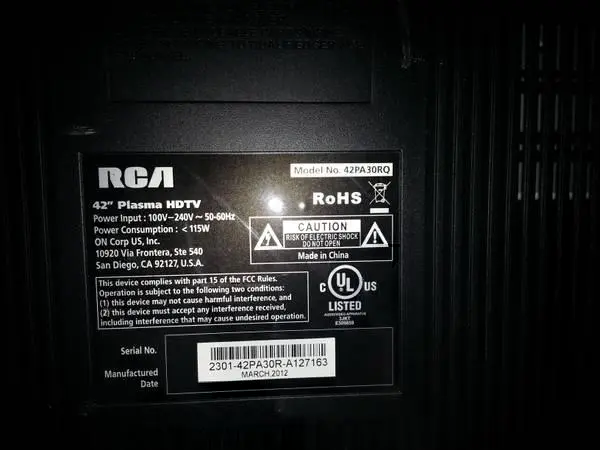 RCA
Model No. 42PA30RQ
42" Plasma HDTV
Power Input : 100V~240V ~ 50-60Hz
Power Consumption : < 115W
ON Corp US, Inc.
10920 Via Frontera, Ste 540
San Diego, CA 92127, U.S.A.
RoHS
CAUTION
RISK OF ELECTRIC SHOCK
DO NOT OPEN
Made in China
This device complies with part 15 of the FCC Rules.
Operation is subject to the following two conditions:
(1) this device may not cause harmful interference, and
(2) this device must accept any interference received,
including interference that may cause undesired operation.
C UL US
LISTED
Serial No.
2301-42PA30R-A127163
Manufactured
Date
MARCH.2012